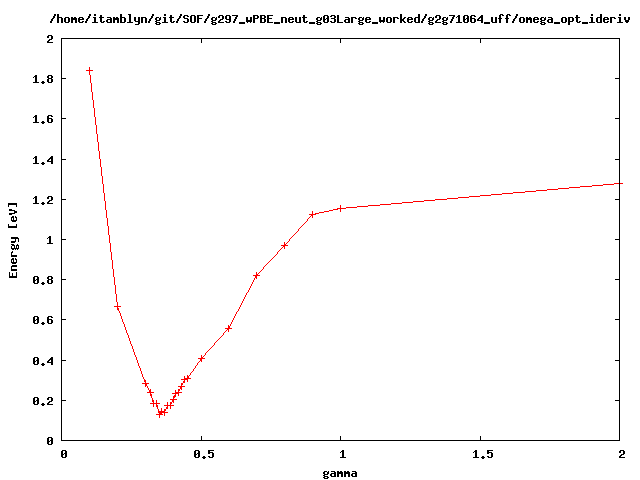 /home/itamblyn/git/SOF/g297_wPBE_neut_g03Large_worked/g2g71064_uff/omega_opt_ideriv
2
1.8
1.6
1.4
1.2
1
0.8
0.6
0.4
0.2
0
Energy [eV]
0 0.5 1 1.5 2
gamma